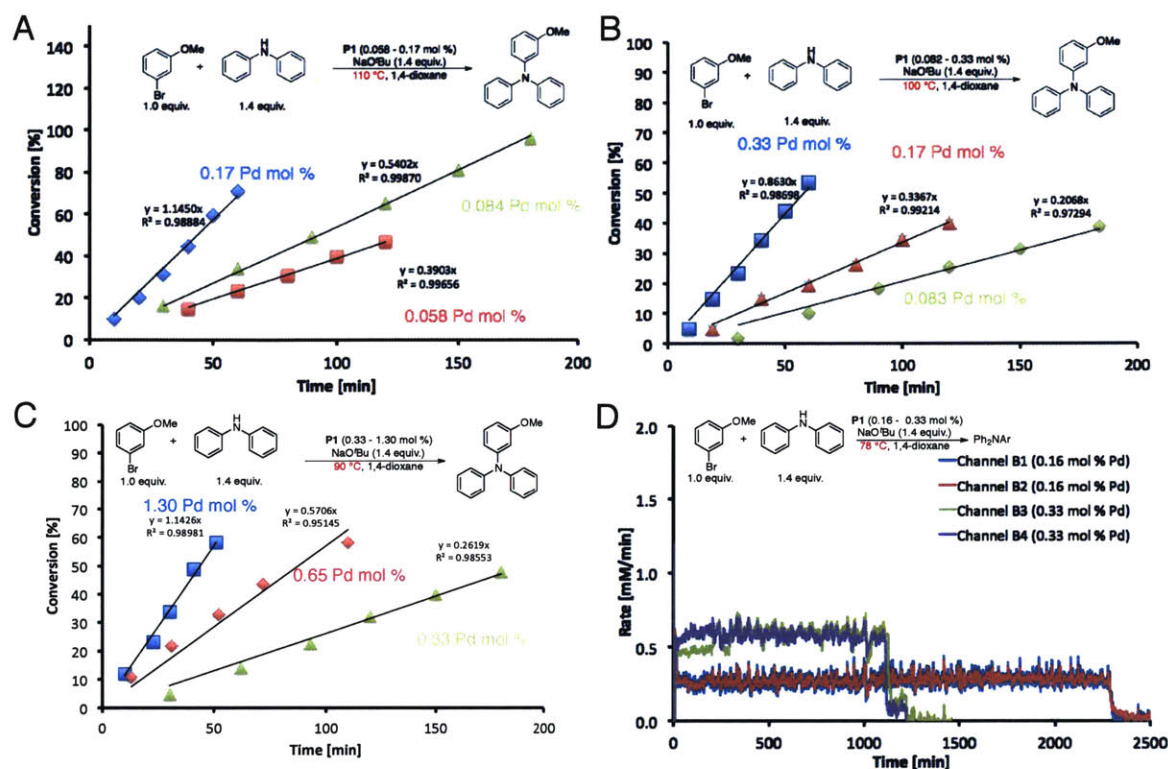 A
140
120
100
80
60
40
20
0
Conversion [%]
0
50
100
150
200
Time [min]
OMe
Br
1.0 equiv.
+
H
N
1.4 equiv.
P1 (0.058 - 0.17 mol %)
NaOᵗBu (1.4 equiv.)
110 °C, 1,4-dioxane
OMe
N
0.17 Pd mol %
y = 1.1450x
R² = 0.98884
y = 0.5402x
R² = 0.99870
0.084 Pd mol %
y = 0.3903x
R² = 0.99656
0.058 Pd mol %
B
100
90
80
70
60
50
40
30
20
10
0
Conversion [%]
0
50
100
150
200
Time [min]
OMe
Br
1.0 equiv.
+
H
N
1.4 equiv.
P1 (0.082 - 0.33 mol %)
NaOᵗBu (1.4 equiv.)
100 °C, 1,4-dioxane
OMe
N
0.33 Pd mol %
y = 0.8630x
R² = 0.98698
0.17 Pd mol %
y = 0.3367x
R² = 0.99214
y = 0.2068x
R² = 0.97294
0.083 Pd mol %
C
100
90
80
70
60
50
40
30
20
10
0
Conversion [%]
0
50
100
150
200
Time [min]
OMe
Br
1.0 equiv.
+
H
N
1.4 equiv.
P1 (0.33 - 1.30 mol %)
NaOᵗBu (1.4 equiv.)
90 °C, 1,4-dioxane
OMe
N
1.30 Pd mol %
y = 1.1426x
R² = 0.98981
y = 0.5706x
R² = 0.95145
0.65 Pd mol %
y = 0.2619x
R² = 0.98553
0.33 Pd mol %
D
2.0
1.5
1.0
0.5
0.0
Rate [mM/min]
0
500
1000
1500
2000
2500
Time [min]
OMe
Br
1.0 equiv.
+
H
N
1.4 equiv.
P1 (0.16 - 0.33 mol %)
NaOᵗBu (1.4 equiv.)
78 °C, 1,4-dioxane
Ph₂NAr
Channel B1 (0.16 mol % Pd)
Channel B2 (0.16 mol % Pd)
Channel B3 (0.33 mol % Pd)
Channel B4 (0.33 mol % Pd)